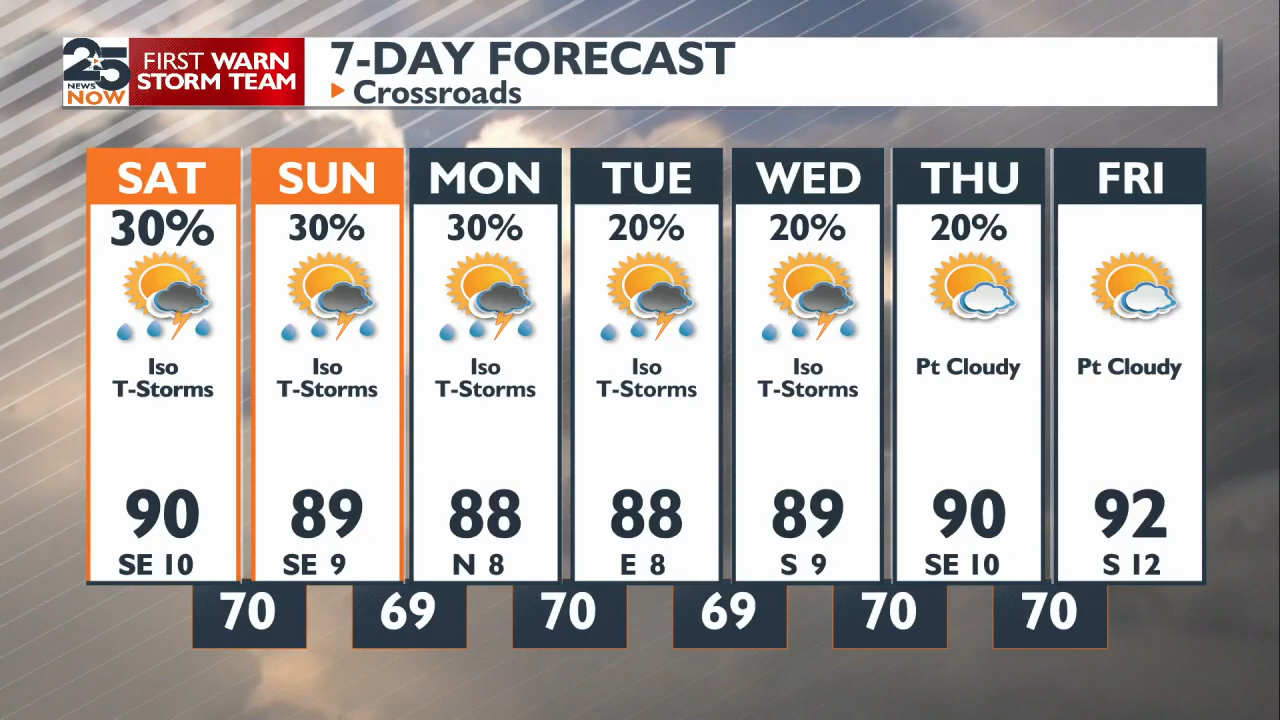 25
NEWS
NOW
FIRST WARN
STORM TEAM
7-DAY FORECAST
Crossroads
SAT SUN MON TUE WED THU FRI
30% 30% 30% 20% 20% 20%
Iso Iso Iso Iso Iso Pt Cloudy Pt Cloudy
T-Storms T-Storms T-Storms T-Storms T-Storms
90 89 88 88 89 90 92
SE 10 SE 9 N 8 E 8 S 9 SE 10 S 12
70 69 70 69 70 70